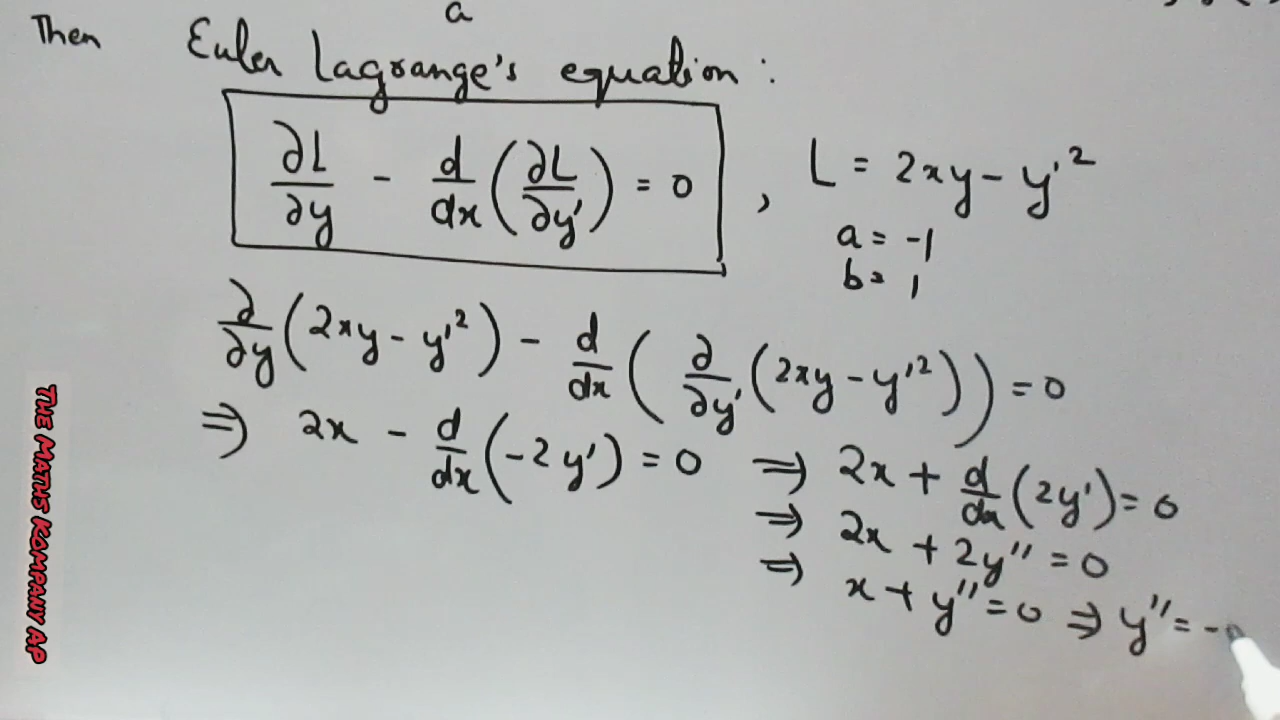 a
Then Euler Lagrange's equation :
∂L/∂y - d/dx (∂L/∂y') = 0 , L = 2xy - y'²
a = -1
b = 1
∂/∂y (2xy - y'²) - d/dx ( ∂/∂y' (2xy - y'²) ) = 0
⇒ 2x - d/dx (-2y') = 0 ⇒ 2x + d/dx (2y') = 0
⇒ 2x + 2y'' = 0
⇒ x + y'' = 0 ⇒ y'' = -
THE MATHS KOMPANY AP